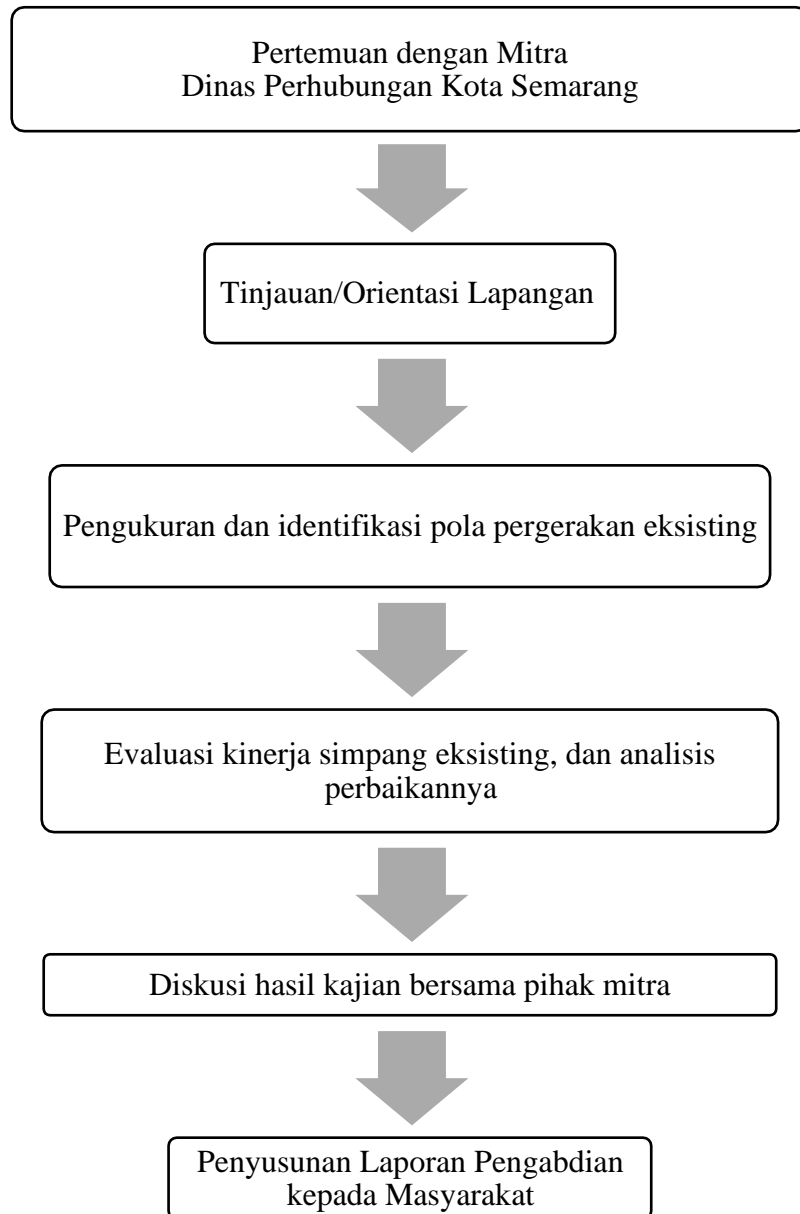 Pertemuan dengan Mitra
Dinas Perhubungan Kota Semarang
Tinjauan/Orientasi Lapangan
Pengukuran dan identifikasi pola pergerakan eksisting
Evaluasi kinerja simpang eksisting, dan analisis
perbaikannya
Diskusi hasil kajian bersama pihak mitra
Penyusunan Laporan Pengabdian
kepada Masyarakat